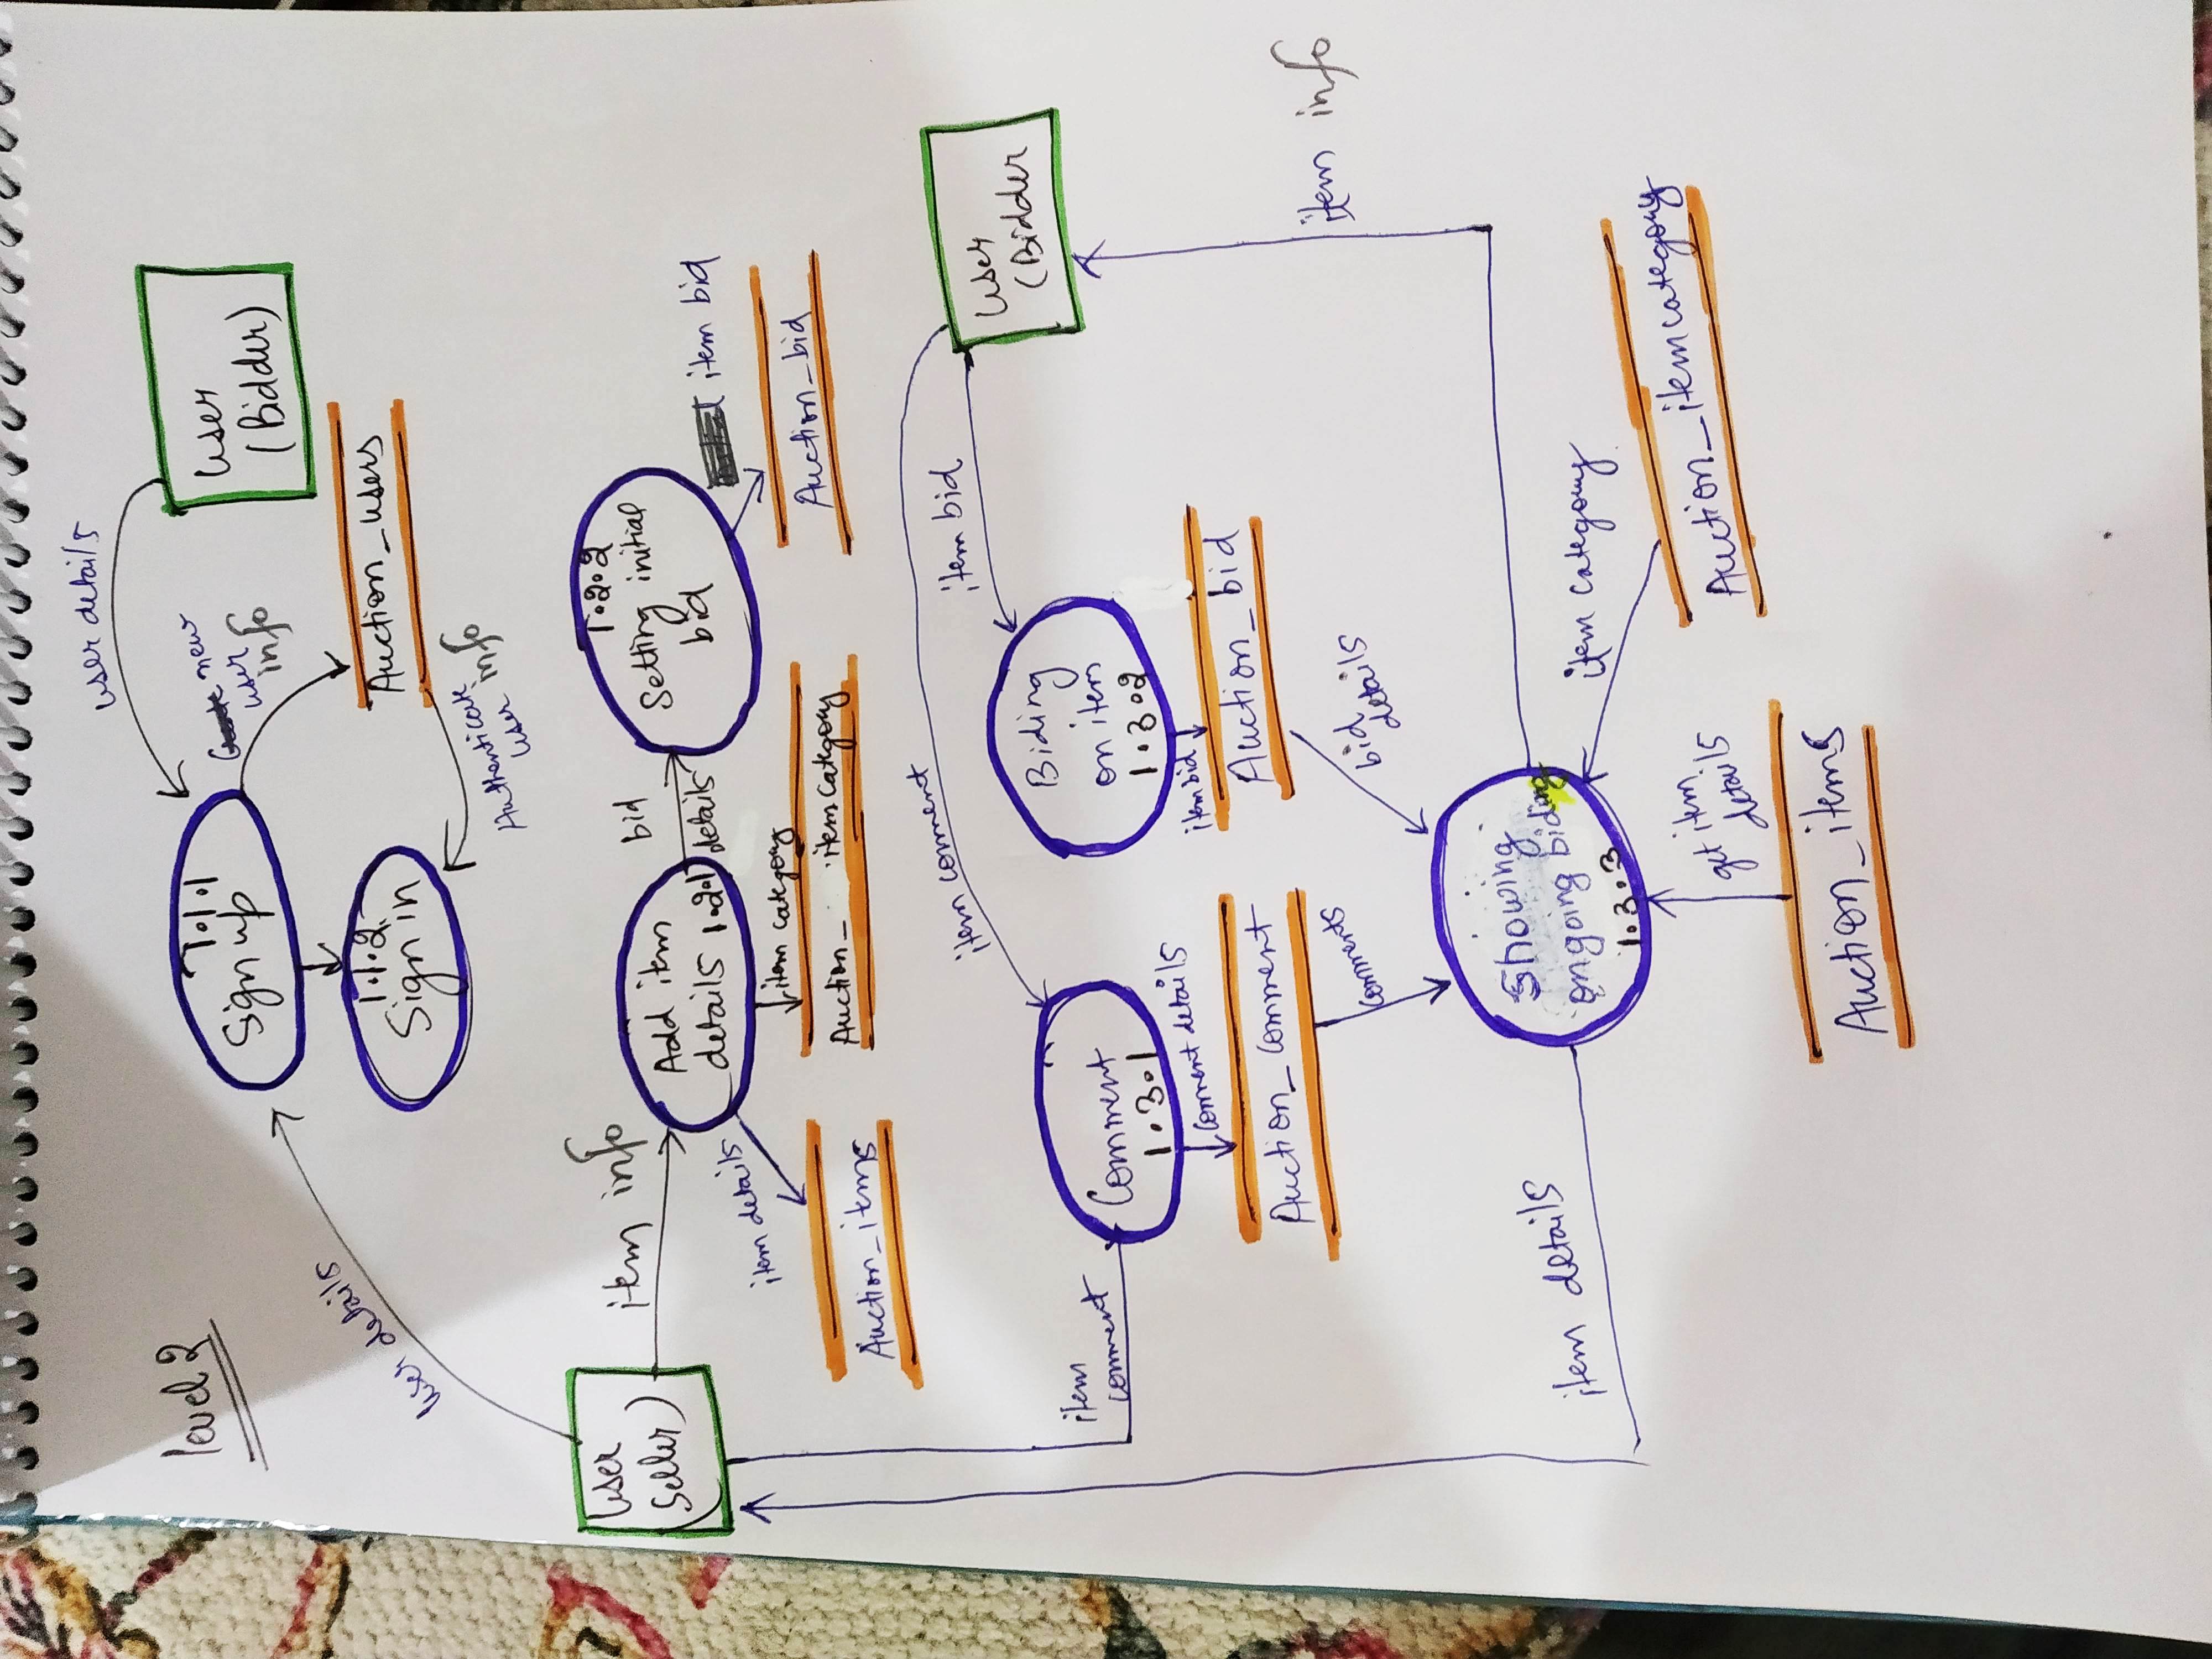 level 2
user details
1.1.1
Sign up
new
user
info
User
(Bidder)
user details
1.1.2
Sign in
Auction_users
Authenticate
user info
User
(Seller)
item info
Add item
details 1.2.1
bid
details
1.2.2
Setting initial
bid
item bid
item details
item category
Auction_items
Auction_ itemcategory
Auction_bid
item comment
item bid
User
(Bidder
item
comment
Comment
1.3.1
Biding
on item
1.3.2
comment details
item bid
Auction_comment
Auction_bid
comments
bid
details
item info
Showing
ongoing biding
1.3.3
item details
item category
get item
details
Auction_itemcategory
Auction_items